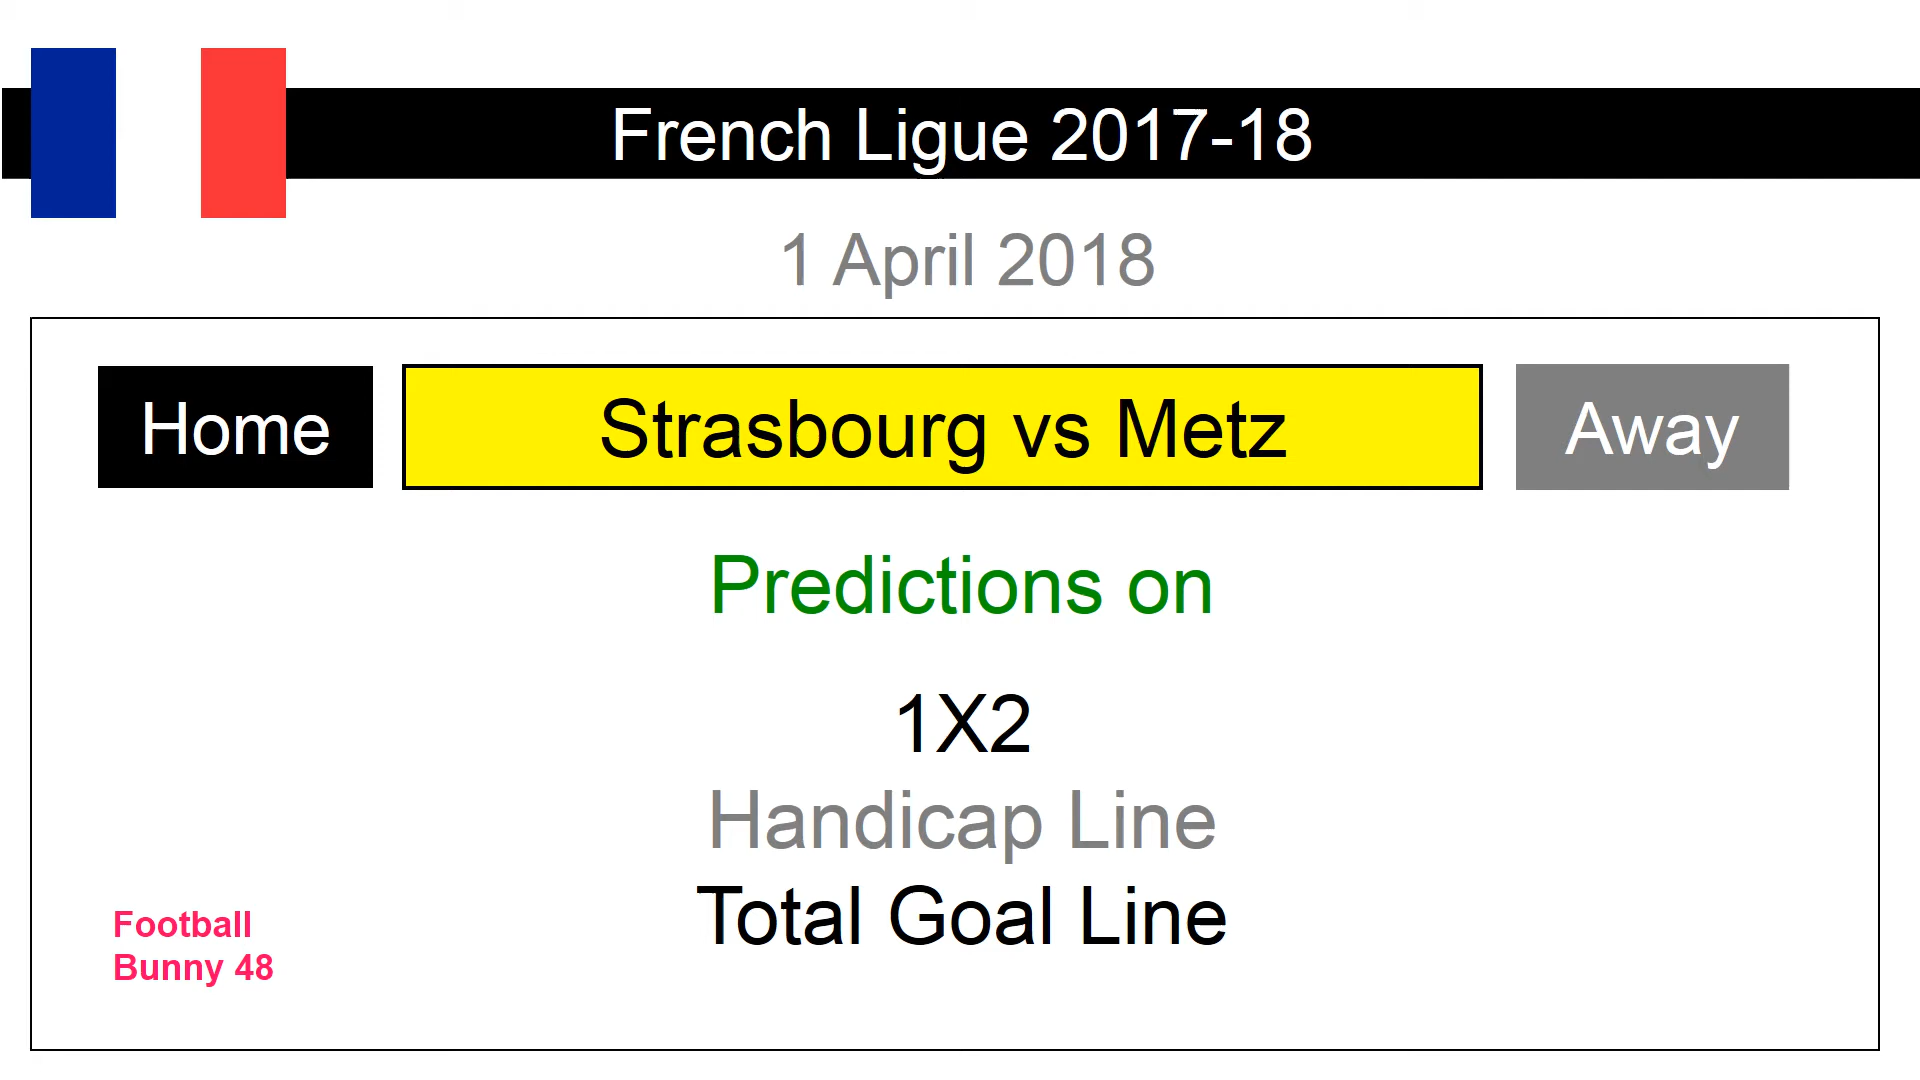 French Ligue 2017-18
1 April 2018
Home
Strasbourg vs Metz
Away
Predictions on
1X2
Handicap Line
Total Goal Line
Football
Bunny 48